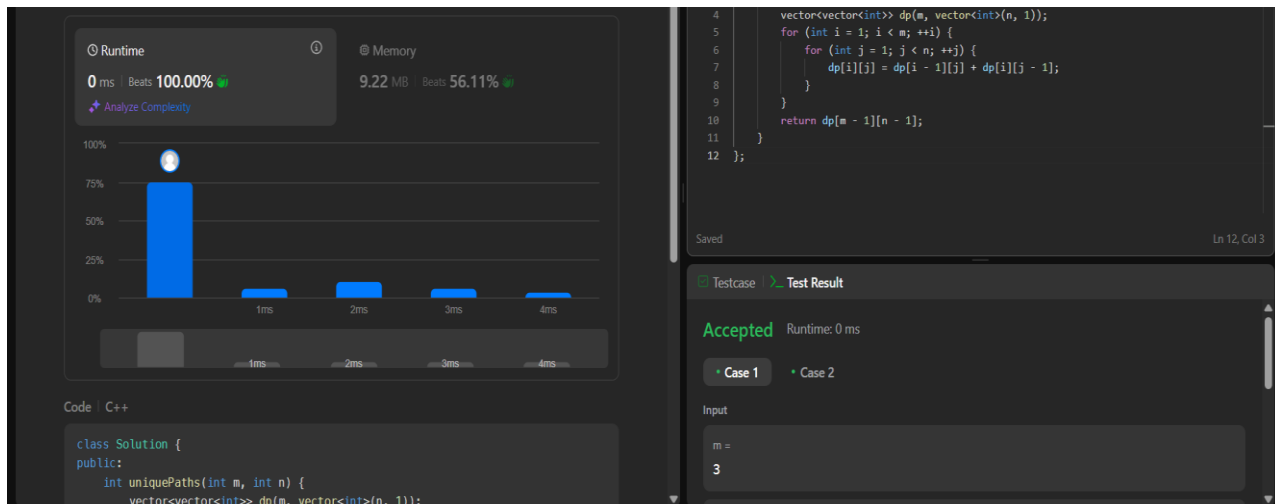 Runtime
0 ms | Beats 100.00%
Analyze Complexity
Memory
9.22 MB | Beats 56.11%
100%
75%
50%
25%
0%
1ms 2ms 3ms 4ms
1ms 2ms 3ms 4ms
Code | C++
class Solution {
public:
    int uniquePaths(int m, int n) {
        vector<vector<int>> dp(m, vector<int>(n, 1));
4 vector<vector<int>> dp(m, vector<int>(n, 1));
5 for (int i = 1; i < m; ++i) {
6 for (int j = 1; j < n; ++j) {
7 dp[i][j] = dp[i - 1][j] + dp[i][j - 1];
8 }
9 }
10 return dp[m - 1][n - 1];
11 }
12 };
Saved
Ln 12, Col 3
Testcase | >_ Test Result
Accepted Runtime: 0 ms
• Case 1 • Case 2
Input
m =
3